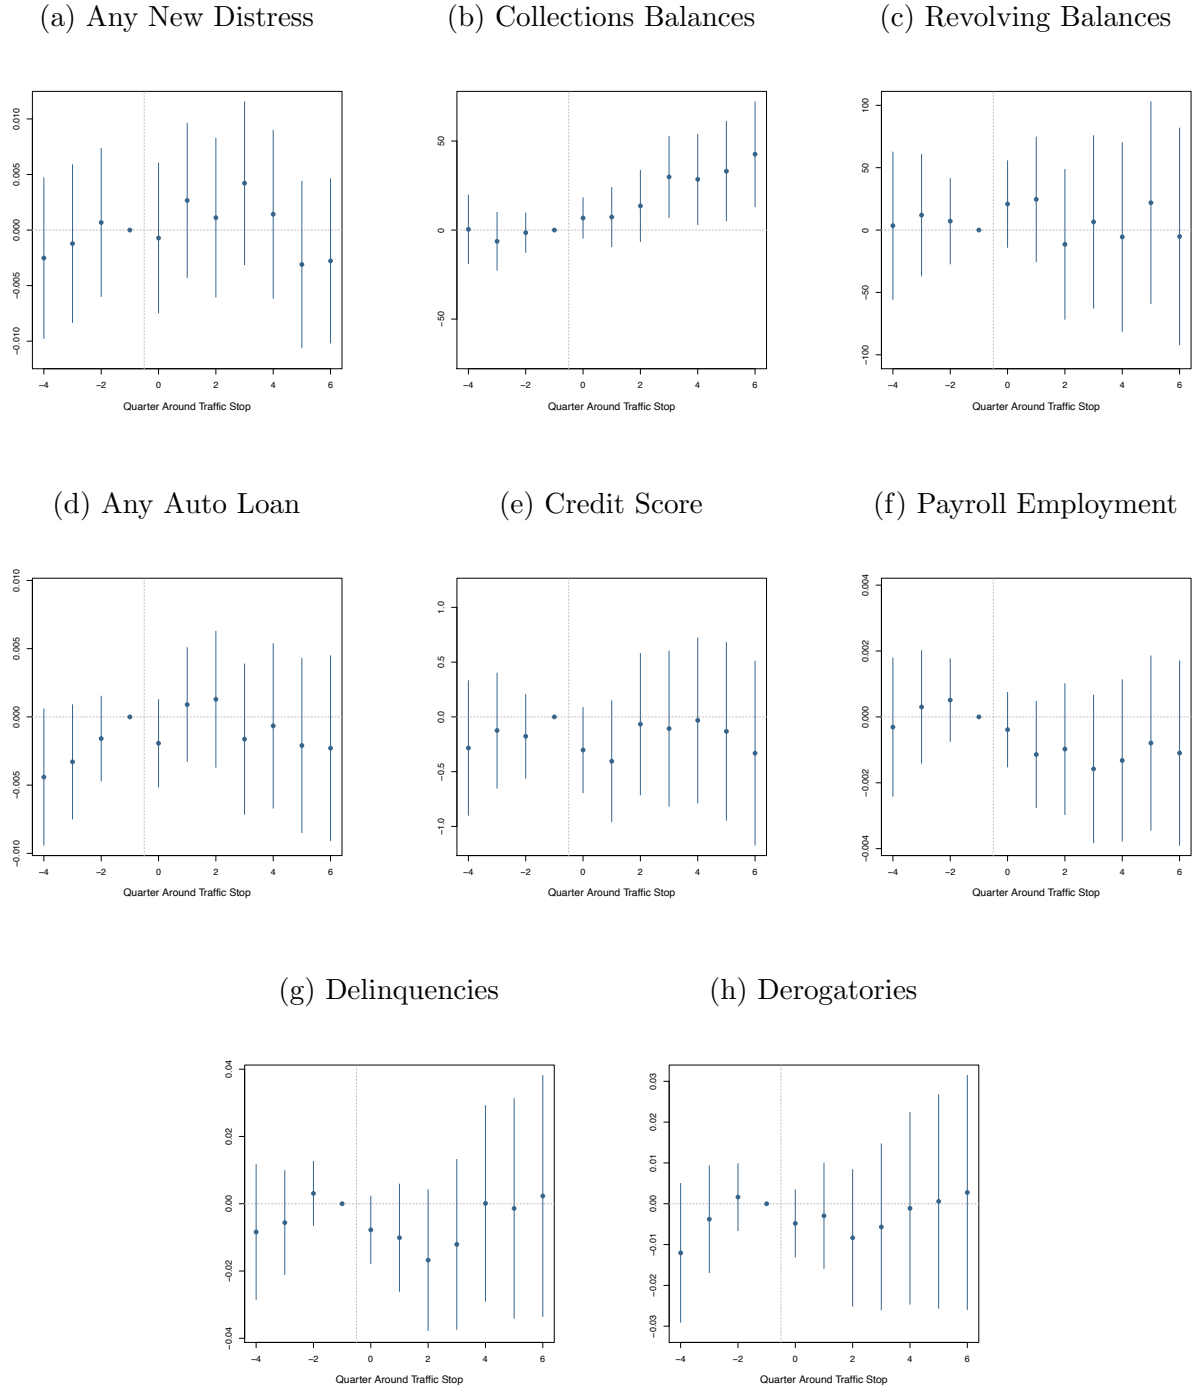 (a) Any New Distress
(b) Collections Balances
(c) Revolving Balances
0.010
0.005
0.000
−0.005
−0.010
−4 −2 0 2 4 6
Quarter Around Traffic Stop
50
0
−50
−4 −2 0 2 4 6
Quarter Around Traffic Stop
100
50
0
−50
−100
−4 −2 0 2 4 6
Quarter Around Traffic Stop
(d) Any Auto Loan
(e) Credit Score
(f) Payroll Employment
0.010
0.005
0.000
−0.005
−0.010
−4 −2 0 2 4 6
Quarter Around Traffic Stop
1.0
0.5
0.0
−0.5
−1.0
−4 −2 0 2 4 6
Quarter Around Traffic Stop
0.004
0.002
0.000
−0.002
−0.004
−4 −2 0 2 4 6
Quarter Around Traffic Stop
(g) Delinquencies
(h) Derogatories
0.04
0.02
0.00
−0.02
−0.04
−4 −2 0 2 4 6
Quarter Around Traffic Stop
0.03
0.02
0.01
0.00
−0.01
−0.02
−0.03
−4 −2 0 2 4 6
Quarter Around Traffic Stop